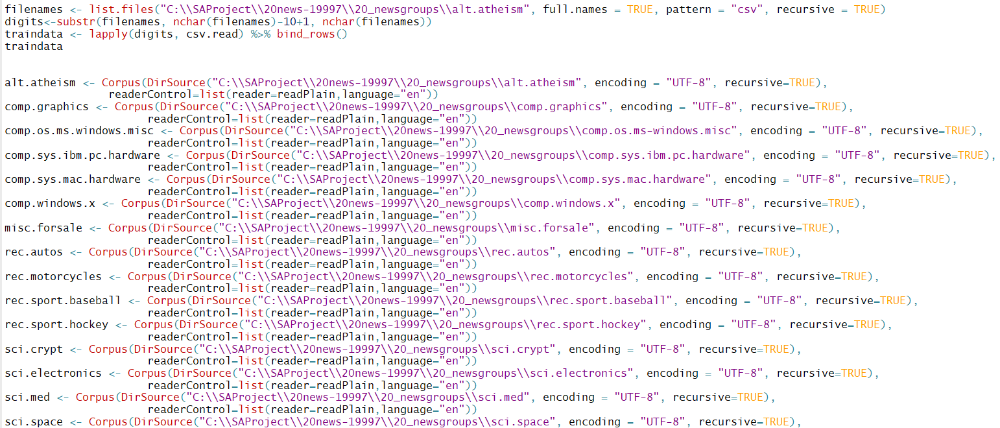 filenames <- list.files("C:\\SAProject\\20news-19997\\20_newsgroups\\alt.atheism", full.names = TRUE, pattern = "csv", recursive = TRUE)
digits<-substr(filenames, nchar(filenames)-10+1, nchar(filenames))
traindata <- lapply(digits, csv.read) %>% bind_rows()
traindata
alt.atheism <- Corpus(DirSource("C:\\SAProject\\20news-19997\\20_newsgroups\\alt.atheism", encoding = "UTF-8", recursive=TRUE),
readerControl=list(reader=readPlain,language="en"))
comp.graphics <- Corpus(DirSource("C:\\SAProject\\20news-19997\\20_newsgroups\\comp.graphics", encoding = "UTF-8", recursive=TRUE),
readerControl=list(reader=readPlain,language="en"))
comp.os.ms.windows.misc <- Corpus(DirSource("C:\\SAProject\\20news-19997\\20_newsgroups\\comp.os.ms-windows.misc", encoding = "UTF-8", recursive=TRUE),
readerControl=list(reader=readPlain,language="en"))
comp.sys.ibm.pc.hardware <- Corpus(DirSource("C:\\SAProject\\20news-19997\\20_newsgroups\\comp.sys.ibm.pc.hardware", encoding = "UTF-8", recursive=TRUE),
readerControl=list(reader=readPlain,language="en"))
comp.sys.mac.hardware <- Corpus(DirSource("C:\\SAProject\\20news-19997\\20_newsgroups\\comp.sys.mac.hardware", encoding = "UTF-8", recursive=TRUE),
readerControl=list(reader=readPlain,language="en"))
comp.windows.x <- Corpus(DirSource("C:\\SAProject\\20news-19997\\20_newsgroups\\comp.windows.x", encoding = "UTF-8", recursive=TRUE),
readerControl=list(reader=readPlain,language="en"))
misc.forsale <- Corpus(DirSource("C:\\SAProject\\20news-19997\\20_newsgroups\\misc.forsale", encoding = "UTF-8", recursive=TRUE),
readerControl=list(reader=readPlain,language="en"))
rec.autos <- Corpus(DirSource("C:\\SAProject\\20news-19997\\20_newsgroups\\rec.autos", encoding = "UTF-8", recursive=TRUE),
readerControl=list(reader=readPlain,language="en"))
rec.motorcycles <- Corpus(DirSource("C:\\SAProject\\20news-19997\\20_newsgroups\\rec.motorcycles", encoding = "UTF-8", recursive=TRUE),
readerControl=list(reader=readPlain,language="en"))
rec.sport.baseball <- Corpus(DirSource("C:\\SAProject\\20news-19997\\20_newsgroups\\rec.sport.baseball", encoding = "UTF-8", recursive=TRUE),
readerControl=list(reader=readPlain,language="en"))
rec.sport.hockey <- Corpus(DirSource("C:\\SAProject\\20news-19997\\20_newsgroups\\rec.sport.hockey", encoding = "UTF-8", recursive=TRUE),
readerControl=list(reader=readPlain,language="en"))
sci.crypt <- Corpus(DirSource("C:\\SAProject\\20news-19997\\20_newsgroups\\sci.crypt", encoding = "UTF-8", recursive=TRUE),
readerControl=list(reader=readPlain,language="en"))
sci.electronics <- Corpus(DirSource("C:\\SAProject\\20news-19997\\20_newsgroups\\sci.electronics", encoding = "UTF-8", recursive=TRUE),
readerControl=list(reader=readPlain,language="en"))
sci.med <- Corpus(DirSource("C:\\SAProject\\20news-19997\\20_newsgroups\\sci.med", encoding = "UTF-8", recursive=TRUE),
readerControl=list(reader=readPlain,language="en"))
sci.space <- Corpus(DirSource("C:\\SAProject\\20news-19997\\20_newsgroups\\sci.space", encoding = "UTF-8", recursive=TRUE),